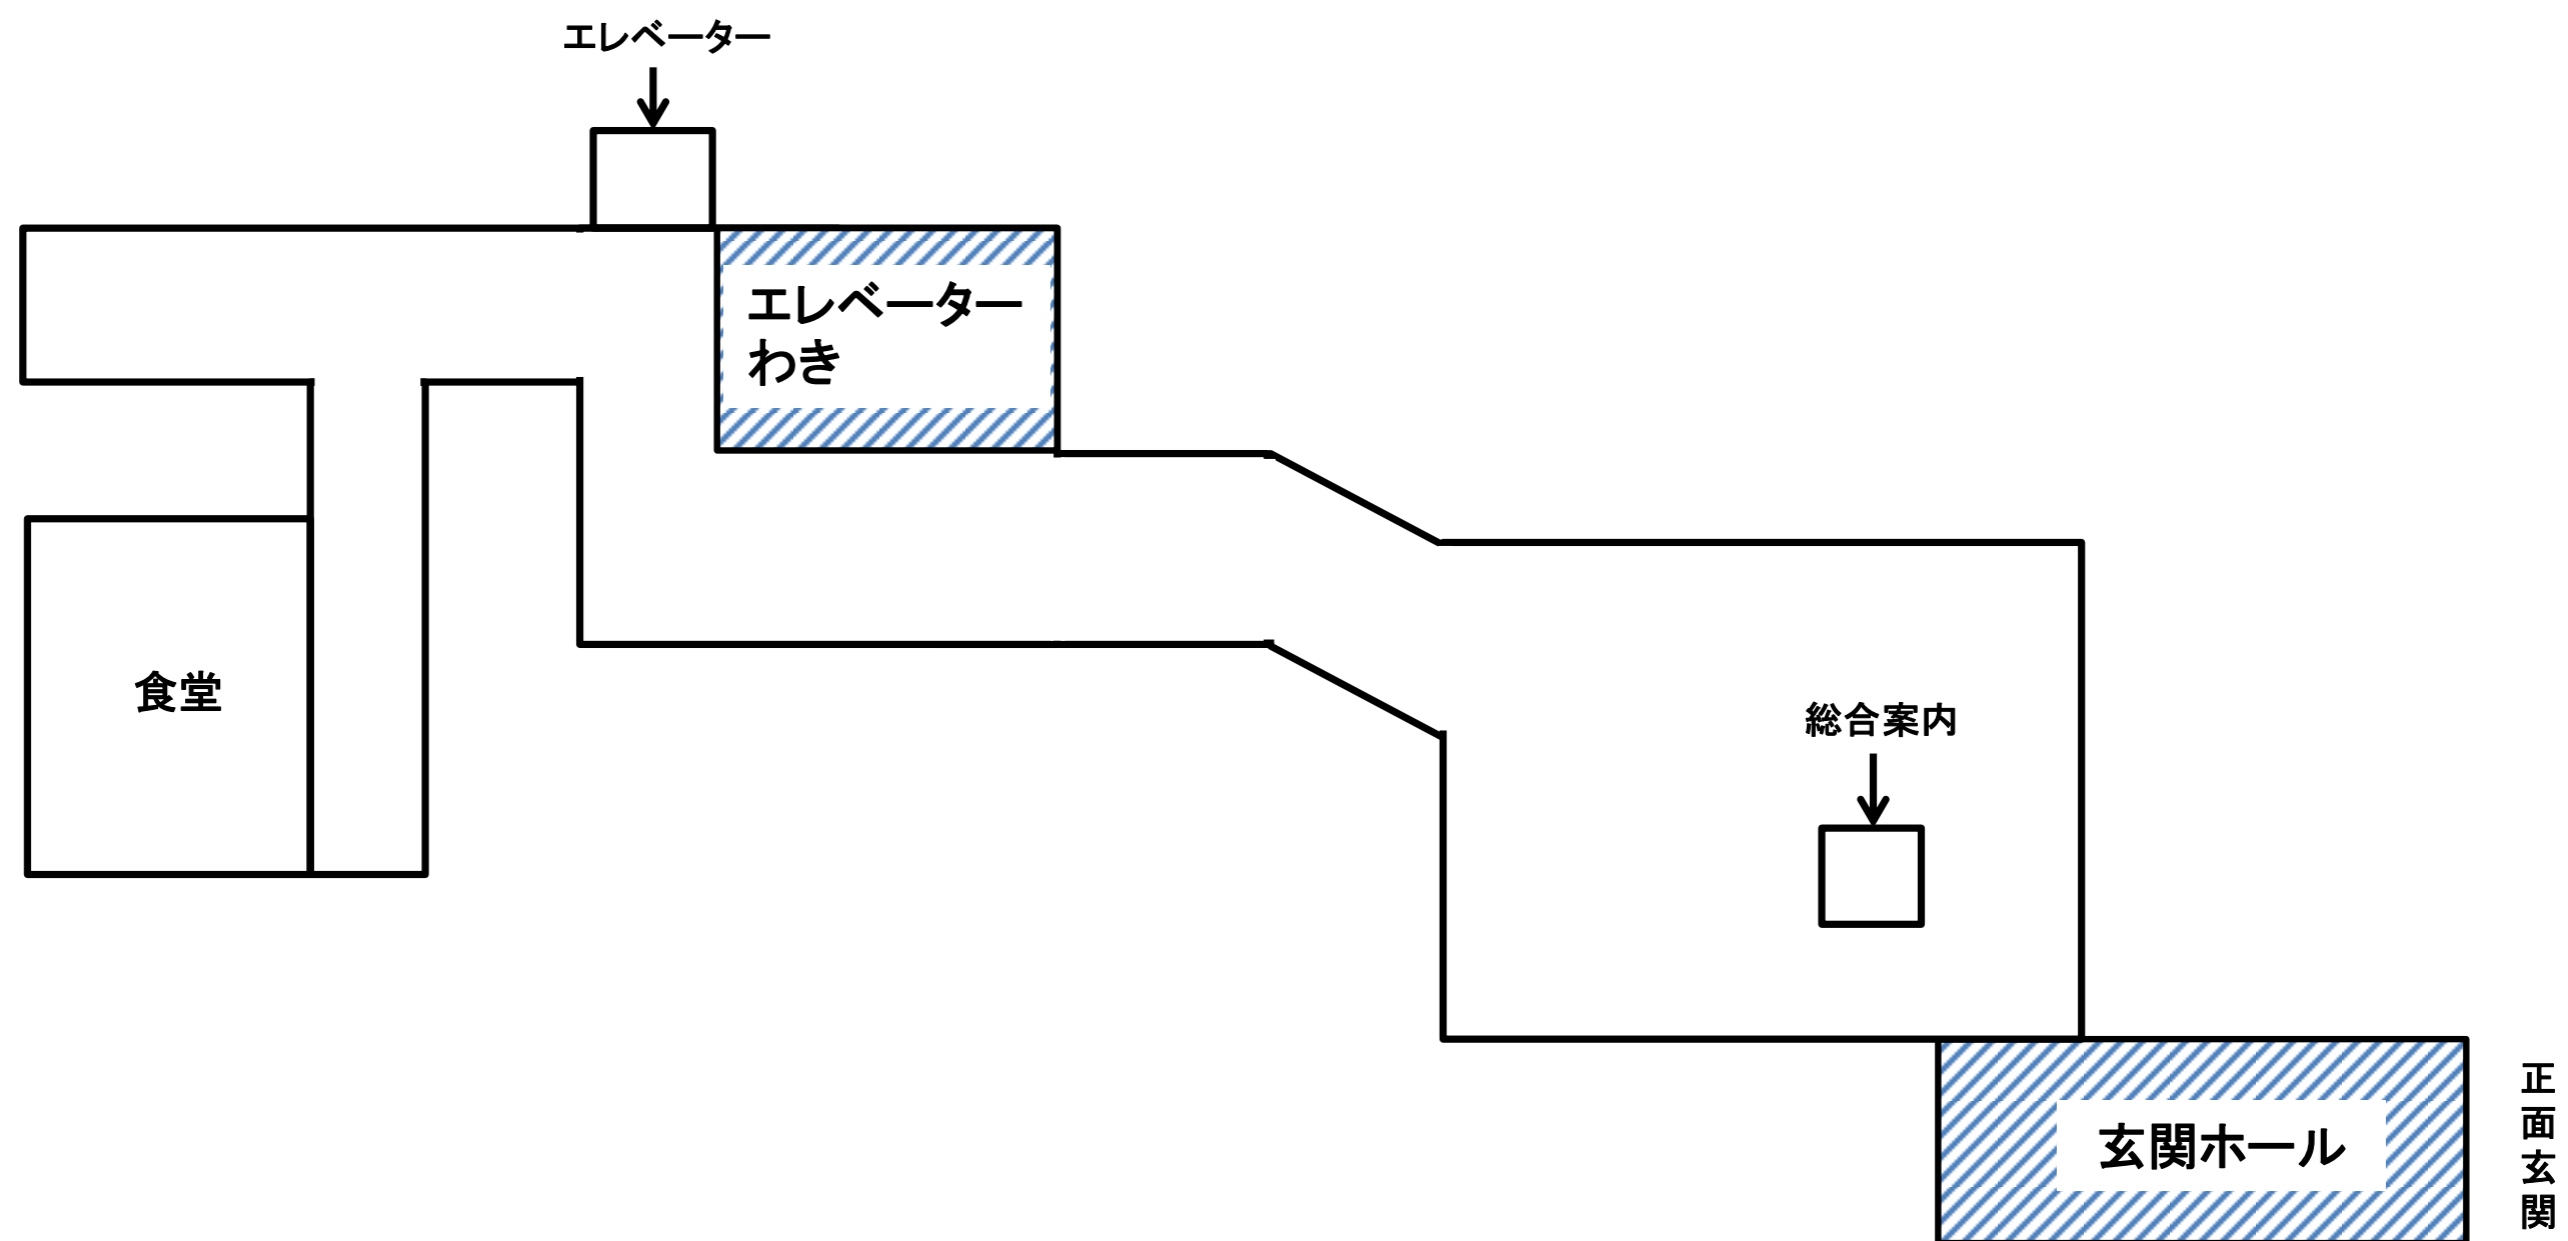 エレベーター
エレベーター
わき
食堂
総合案内
玄関ホール
正面玄関